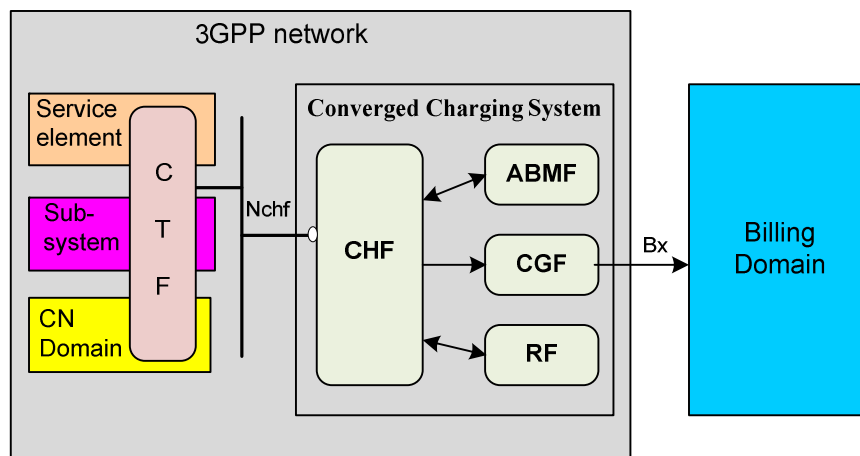 3GPP network
Service
element
Sub-
system
CN
Domain
C
T
F
Nchf
Converged Charging System
CHF
ABMF
CGF
RF
Bx
Billing
Domain